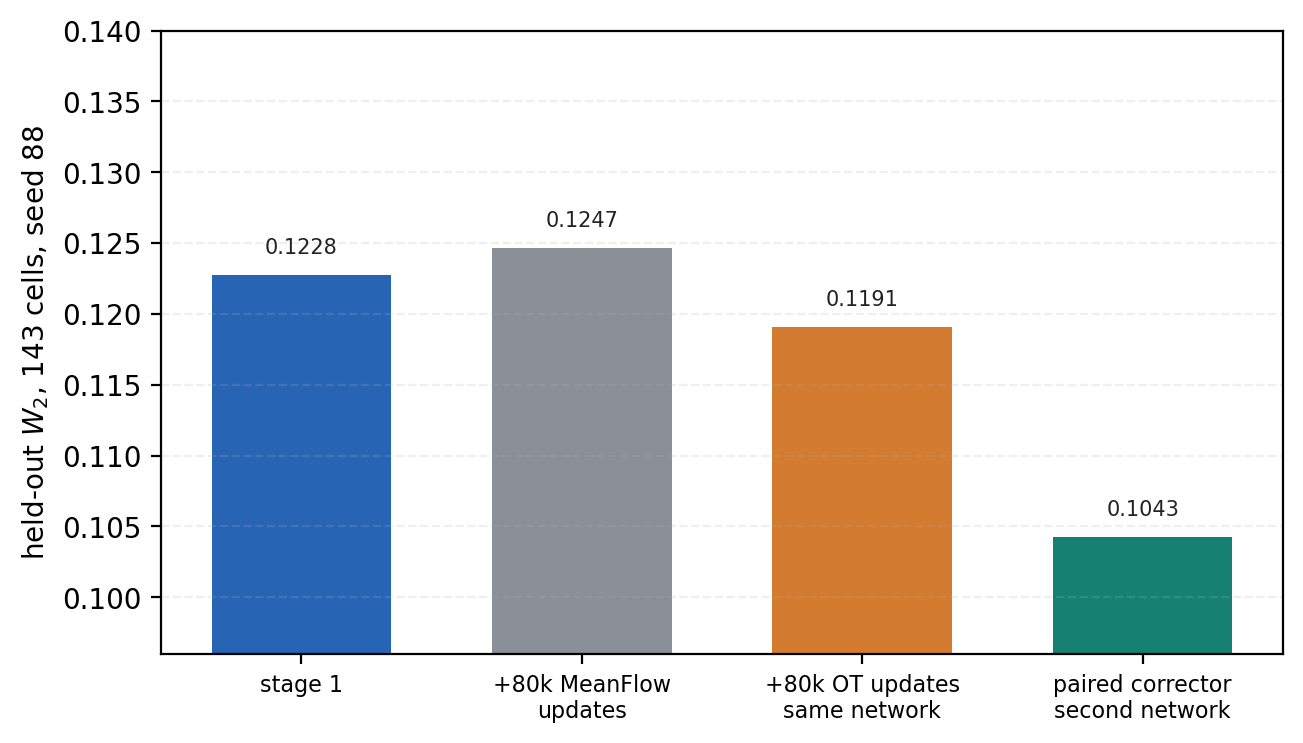 held-out W₂, 143 cells, seed 88
0.140
0.135
0.130
0.125
0.120
0.115
0.110
0.105
0.100
0.1228
0.1247
0.1191
0.1043
stage 1
+80k MeanFlow
updates
+80k OT updates
same network
paired corrector
second network